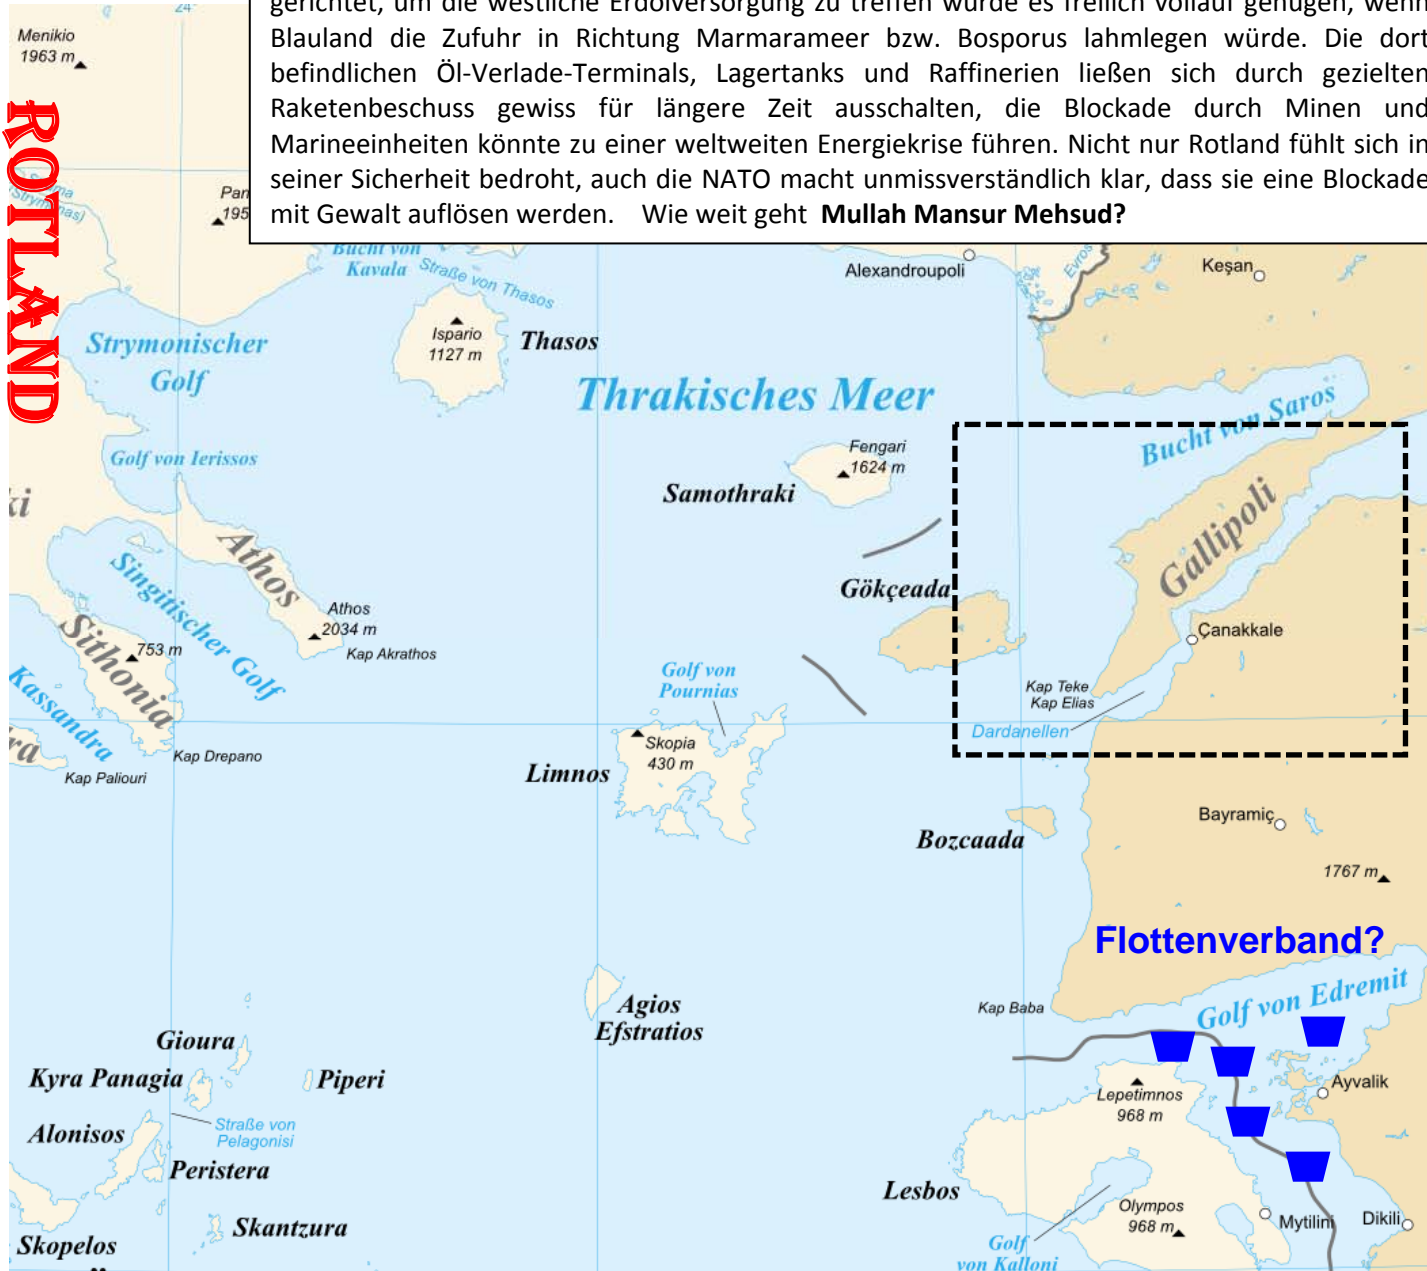 gerichtet, um die westliche Erdölversorgung zu treffen würde es freilich vollauf genügen, wenn
Blauland die Zufuhr in Richtung Marmarameer bzw. Bosporus lahmlegen würde. Die dort
befindlichen Öl-Verlade-Terminals, Lagertanks und Raffinerien ließen sich durch gezielten
Raketenbeschuss gewiss für längere Zeit ausschalten, die Blockade durch Minen und
Marineeinheiten könnte zu einer weltweiten Energiekrise führen. Nicht nur Rotland fühlt sich in
seiner Sicherheit bedroht, auch die NATO macht unmissverständlich klar, dass sie eine Blockade
mit Gewalt auflösen werden. Wie weit geht Mullah Mansur Mehsud?
24°
Menikio
1963 m
ROTLAND
Pan
195
Bucht von
Kavala
Straße von Thasos
Alexandroupoli
Evros
Keşan
Strymonischer
Golf
Ispario
1127 m
Thasos
Thrakisches Meer
Bucht von Saros
Golf von Ierissos
Fengari
1624 m
Samothraki
ki
Gallipoli
Athos
Singitischer Golf
Gökçeada
Athos
2034 m
Kap Akrathos
Çanakkale
Sithonia
753 m
Kassandra
Golf von
Pournias
Kap Teke
Kap Elias
Dardanellen
ra
Kap Drepano
Kap Paliouri
Skopia
430 m
Limnos
Bozcaada
Bayramiç
1767 m
Flottenverband?
Golf von Edremit
Kap Baba
Agios
Efstratios
Gioura
Kyra Panagia
Piperi
Ayvalik
Lepetimnos
968 m
Straße von
Pelagonisi
Alonisos
Peristera
Lesbos
Olympos
968 m
Mytilini
Dikili
Skantzura
Skopelos
Golf
von Kalloni